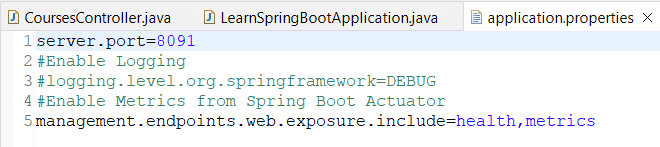 CoursesController.java LearnSpringBootApplication.java application.properties
1 server.port=8091
2 #Enable Logging
3 #logging.level.org.springframework=DEBUG
4 #Enable Metrics from Spring Boot Actuator
5 management.endpoints.web.exposure.include=health,metrics